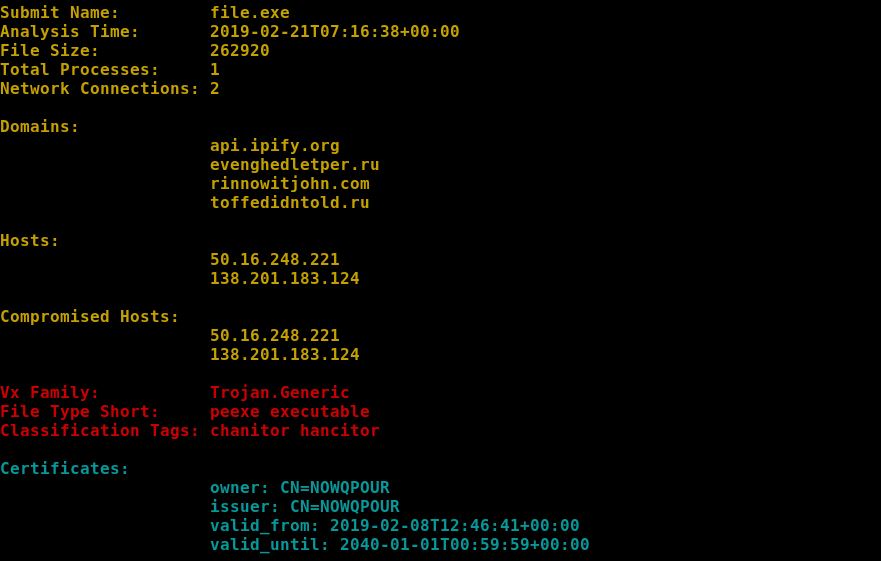 Submit Name: file.exe
Analysis Time: 2019-02-21T07:16:38+00:00
File Size: 262920
Total Processes: 1
Network Connections: 2
Domains:
api.ipify.org
evenghedletper.ru
rinnowitjohn.com
toffedidntold.ru
Hosts:
50.16.248.221
138.201.183.124
Compromised Hosts:
50.16.248.221
138.201.183.124
Vx Family: Trojan.Generic
File Type Short: peexe executable
Classification Tags: chanitor hancitor
Certificates:
owner: CN=NOWQPOUR
issuer: CN=NOWQPOUR
valid_from: 2019-02-08T12:46:41+00:00
valid_until: 2040-01-01T00:59:59+00:00